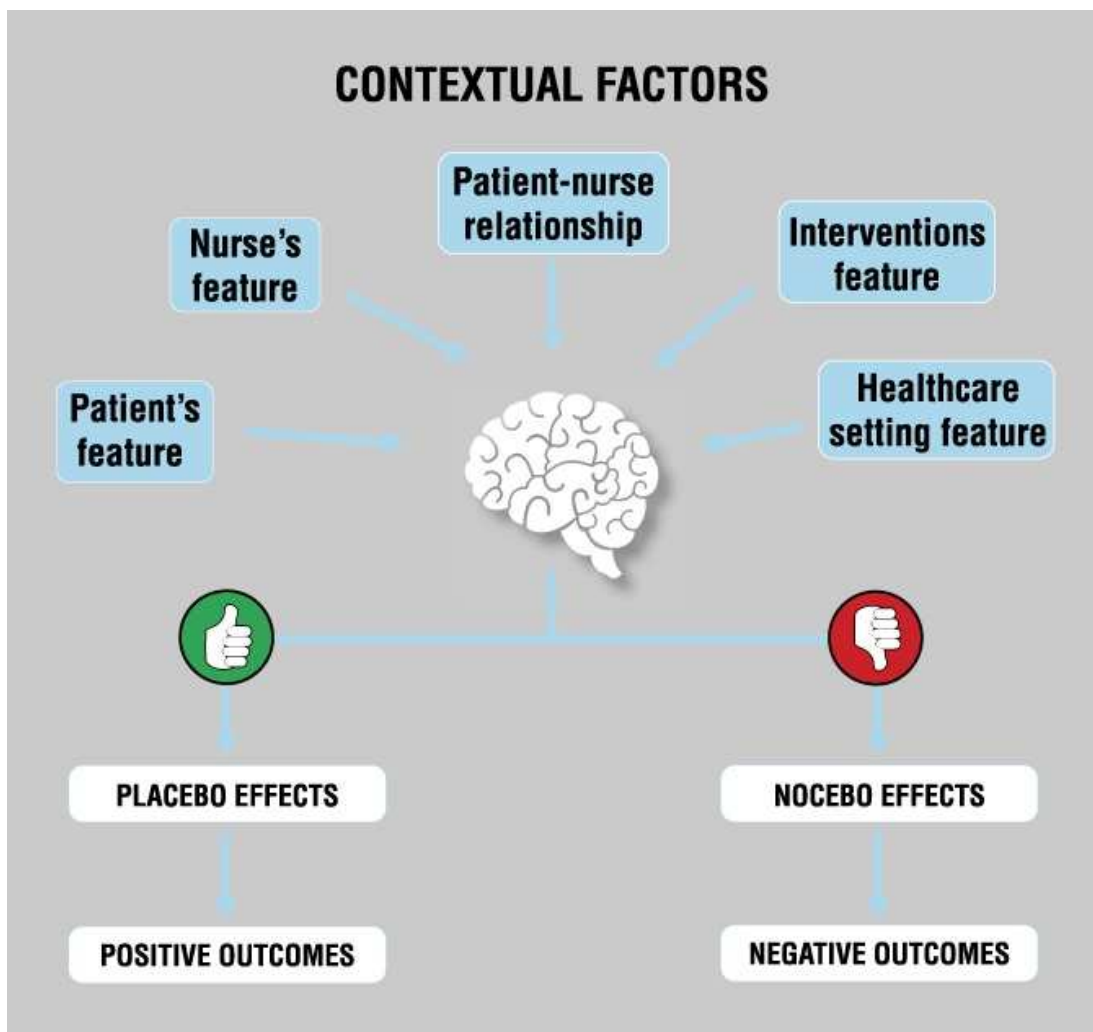 CONTEXTUAL FACTORS
Patient-nurse
relationship
Nurse's
feature
Interventions
feature
Patient's
feature
Healthcare
setting feature
PLACEBO EFFECTS
NOCEBO EFFECTS
POSITIVE OUTCOMES
NEGATIVE OUTCOMES